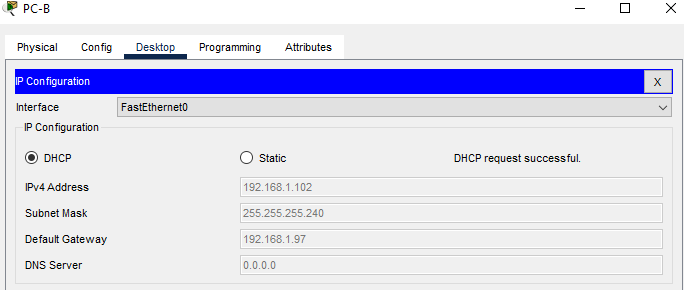 PC-B
Physical Config Desktop Programming Attributes
IP Configuration X
Interface FastEthernet0
IP Configuration
DHCP Static DHCP request successful.
IPv4 Address 192.168.1.102
Subnet Mask 255.255.255.240
Default Gateway 192.168.1.97
DNS Server 0.0.0.0